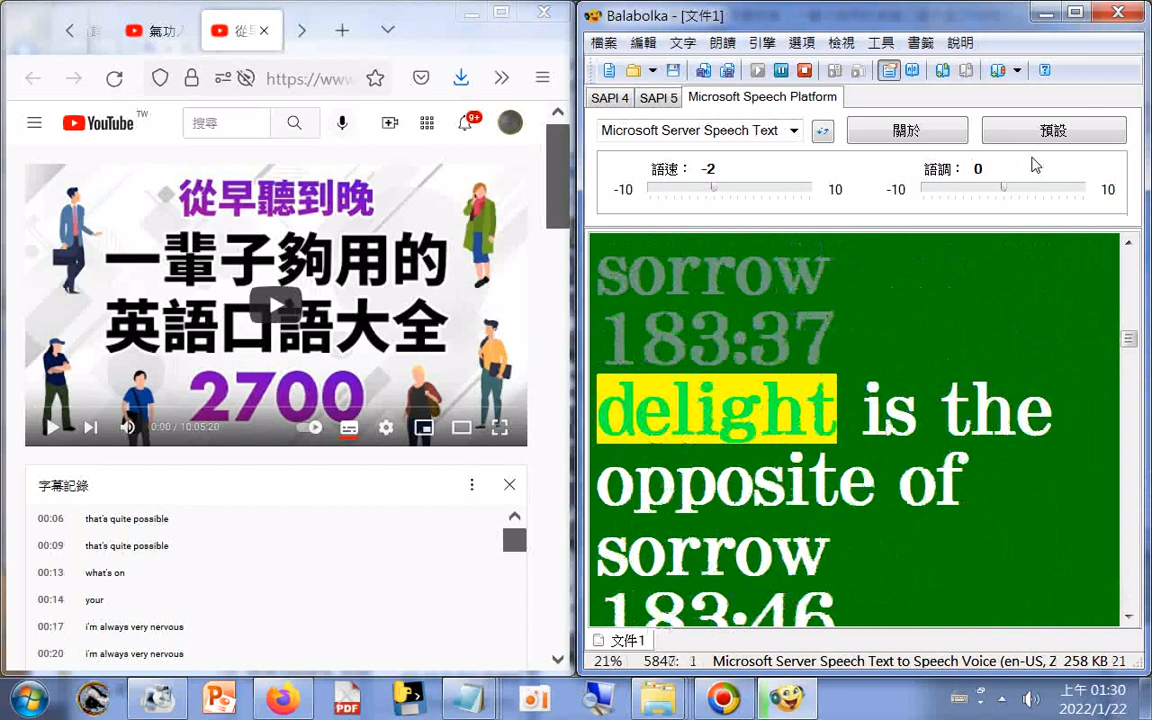 氣功
從
https://www
YouTube TW
搜尋
9+
從早聽到晚
一輩子夠用的
英語口語大全
2700
0:00 / 10:05:20
字幕記錄
00:06 that's quite possible
00:09 that's quite possible
00:13 what's on
00:14 your
00:17 i'm always very nervous
00:20 i'm always very nervous
Balabolka - [文件1]
檔案 編輯 文字 朗讀 引擎 選項 檢視 工具 書籤 說明
SAPI 4 SAPI 5 Microsoft Speech Platform
Microsoft Server Speech Text 關於 預設
語速： -2 語調： 0
-10 10 -10 10
sorrow
183:37
delight is the
opposite of
sorrow
183:46
文件1
21% 5847: 1 Microsoft Server Speech Text to Speech Voice (en-US, Z 258 KB 21
PDF
上午 01:30
2022/1/22